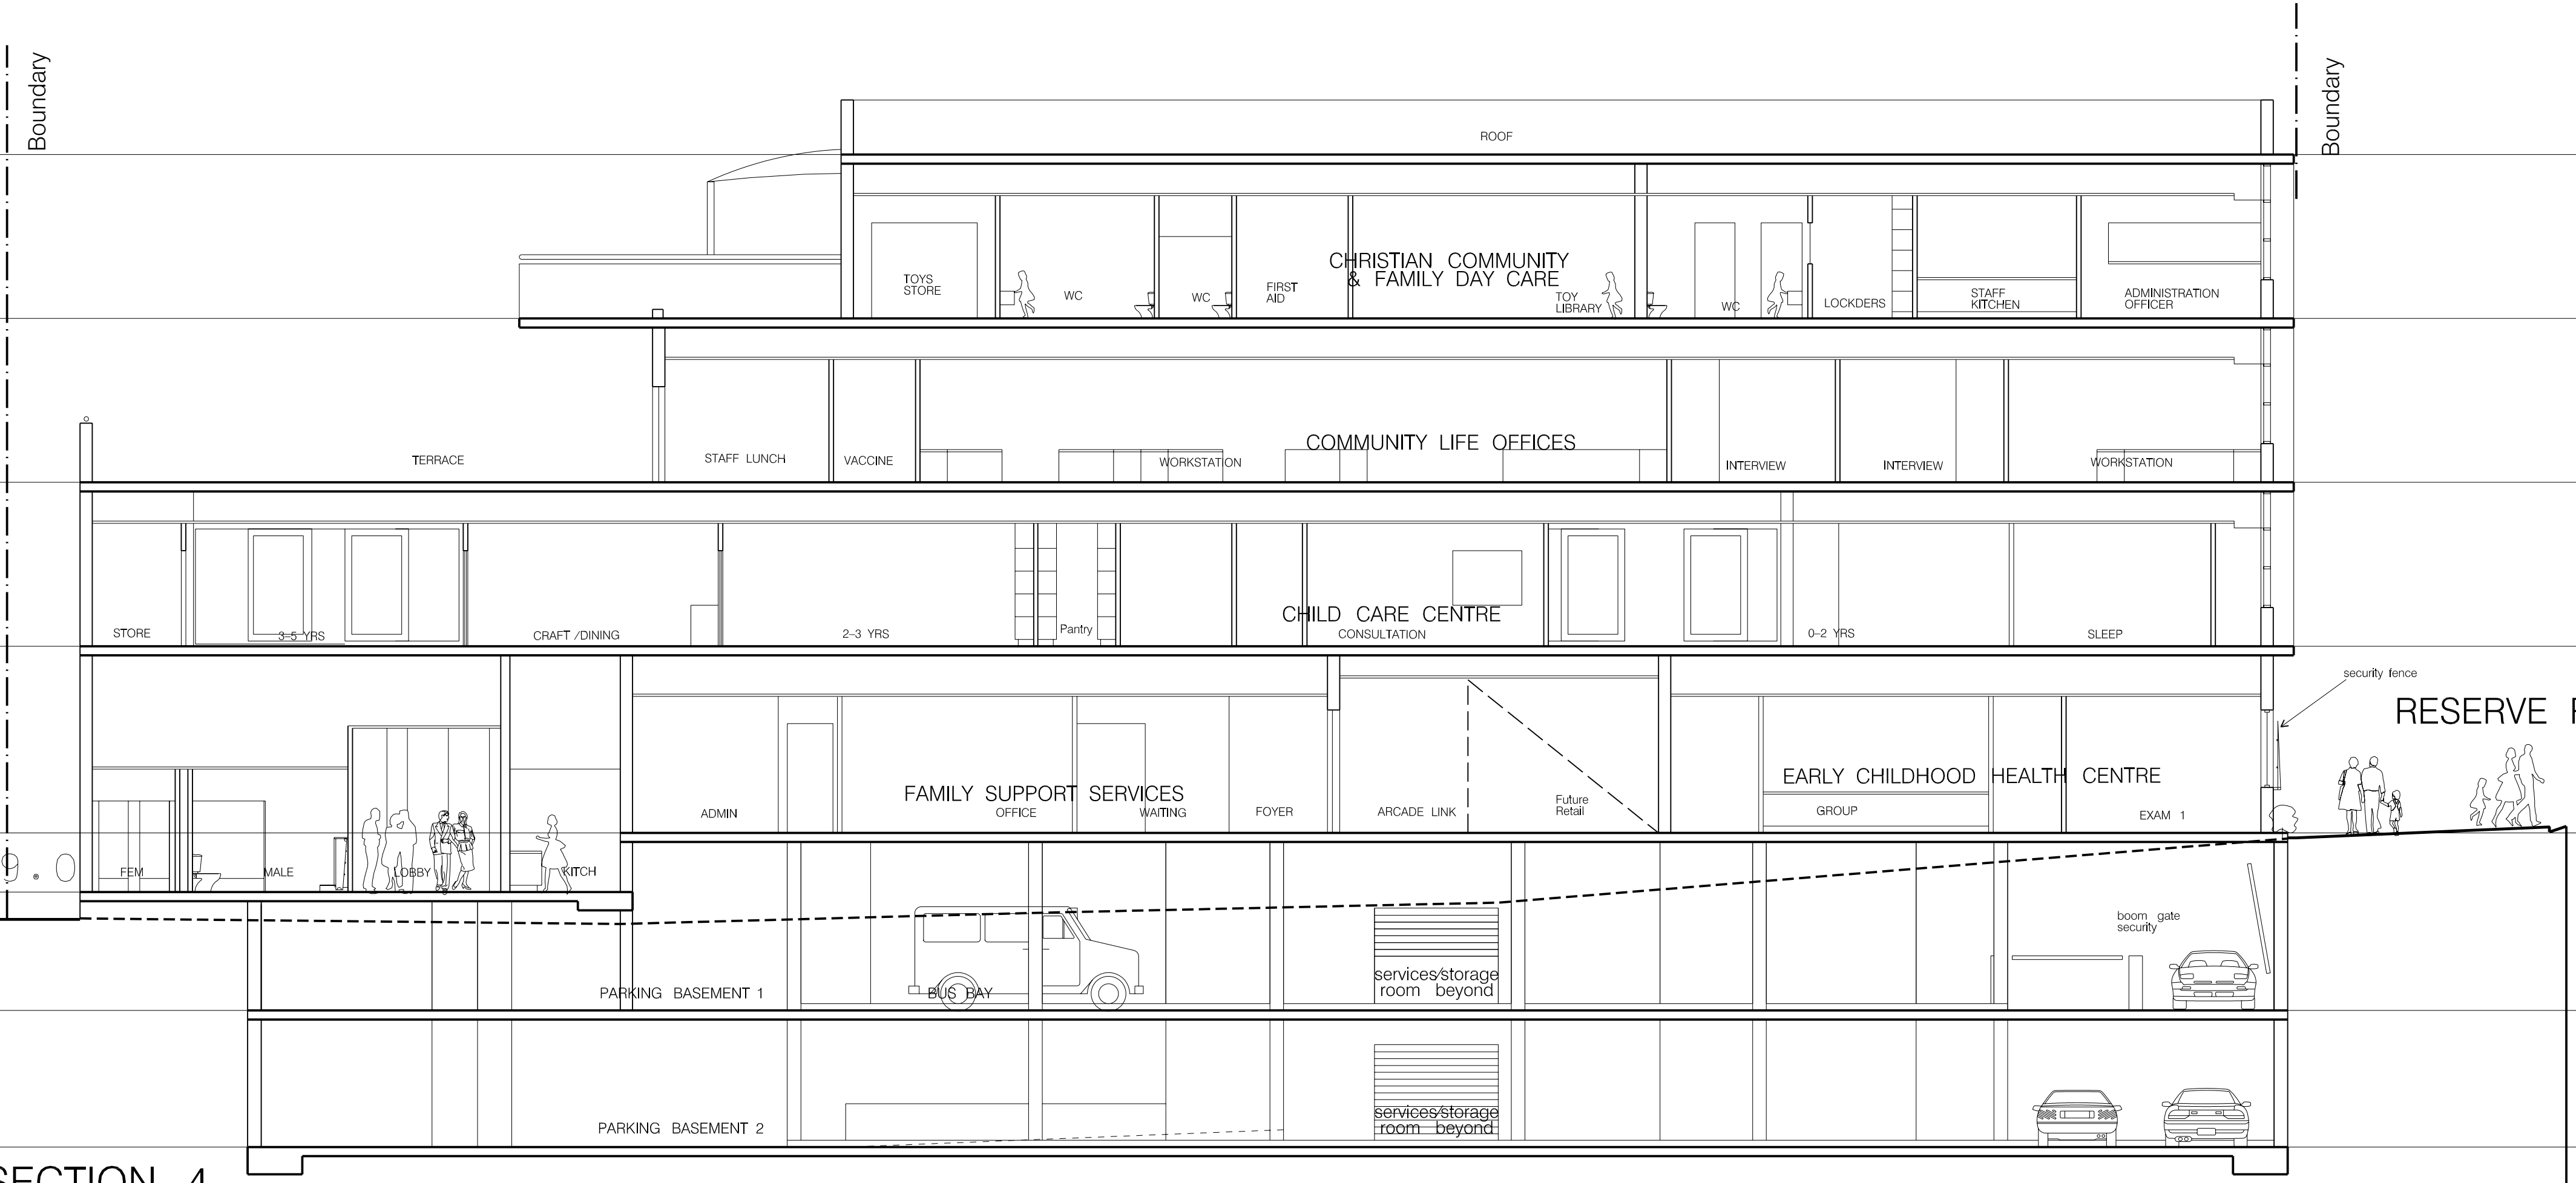 Boundary
Boundary
ROOF
TOYS
STORE
WC
WC
FIRST
AID
CHRISTIAN COMMUNITY
& FAMILY DAY CARE
TOY
LIBRARY
WC
LOCKDERS
STAFF
KITCHEN
ADMINISTRATION
OFFICER
TERRACE
STAFF LUNCH
VACCINE
WORKSTATION
COMMUNITY LIFE OFFICES
INTERVIEW
INTERVIEW
WORKSTATION
STORE
3-5 YRS
CRAFT /DINING
2-3 YRS
Pantry
CHILD CARE CENTRE
CONSULTATION
0-2 YRS
SLEEP
security fence
RESERVE
FEM
MALE
LOBBY
KITCH
ADMIN
FAMILY SUPPORT SERVICES
OFFICE
WAITING
FOYER
ARCADE LINK
Future
Retail
EARLY CHILDHOOD HEALTH CENTRE
GROUP
EXAM 1
9.0
PARKING BASEMENT 1
BUS BAY
services/storage
room beyond
boom gate
security
PARKING BASEMENT 2
services/storage
room beyond
SECTION 4